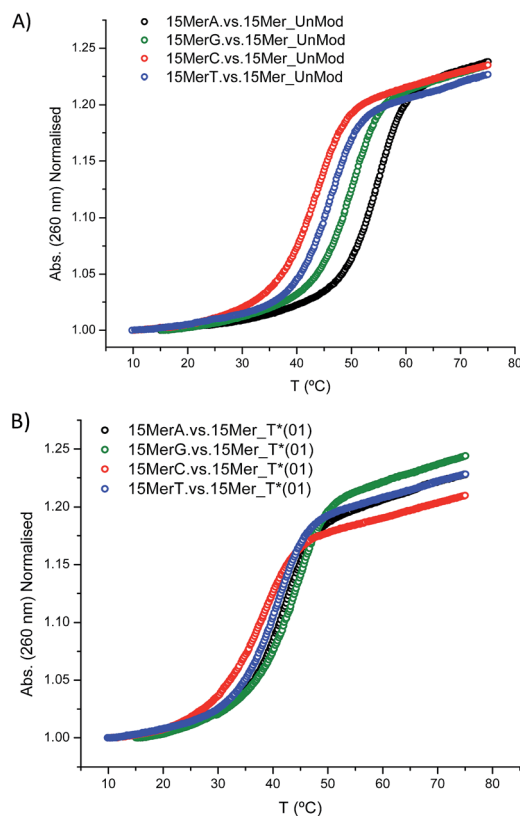 A)
15MerA.vs.15Mer_UnMod
15MerG.vs.15Mer_UnMod
15MerC.vs.15Mer_UnMod
15MerT.vs.15Mer_UnMod
Abs. (260 nm) Normalised
1.25
1.20
1.15
1.10
1.05
1.00
10 20 30 40 50 60 70 80
T (ºC)
B)
15MerA.vs.15Mer_T*(01)
15MerG.vs.15Mer_T*(01)
15MerC.vs.15Mer_T*(01)
15MerT.vs.15Mer_T*(01)
Abs. (260 nm) Normalised
1.25
1.20
1.15
1.10
1.05
1.00
10 20 30 40 50 60 70 80
T (ºC)